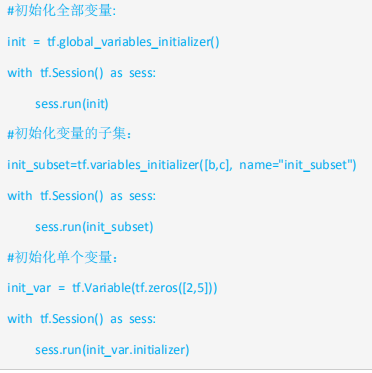 #初始化全部变量:
init = tf.global_variables_initializer()
with tf.Session() as sess:
sess.run(init)
#初始化变量的子集：
init_subset=tf.variables_initializer([b,c], name="init_subset")
with tf.Session() as sess:
sess.run(init_subset)
#初始化单个变量：
init_var = tf.Variable(tf.zeros([2,5]))
with tf.Session() as sess:
sess.run(init_var.initializer)